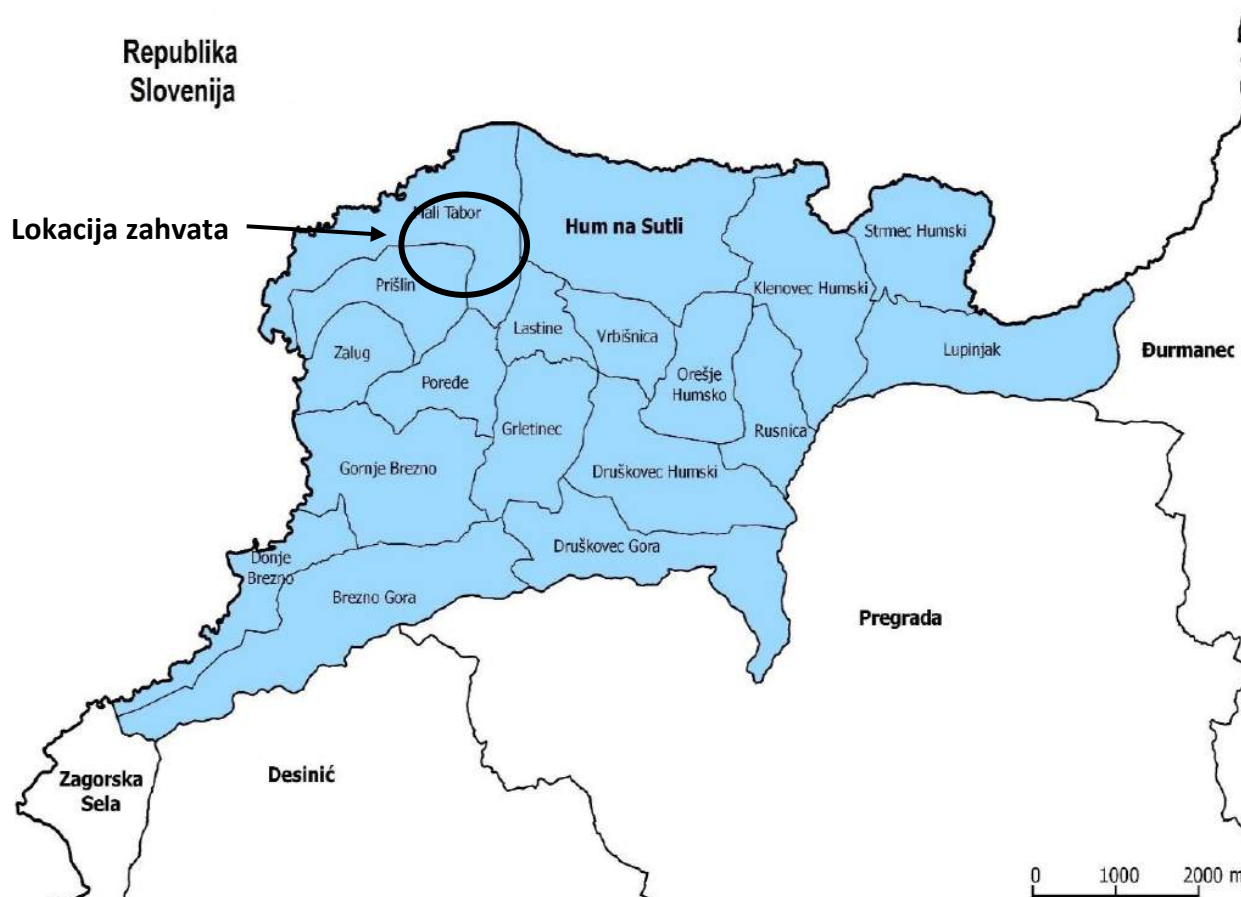 Republika
Slovenija
Lokacija zahvata
Mali Tabor
Hum na Sutli
Strmec Humski
Prišlin
Klenovec Humski
Lastine
Vrbišnica
Zalug
Lupinjak
Đurmanec
Poređe
Orešje
Humsko
Grletinec
Rusnica
Gornje Brezno
Druškovec Humski
Druškovec Gora
Donje
Brezno
Brezno Gora
Pregrada
Zagorska
Sela
Desinić
0 1000 2000 m